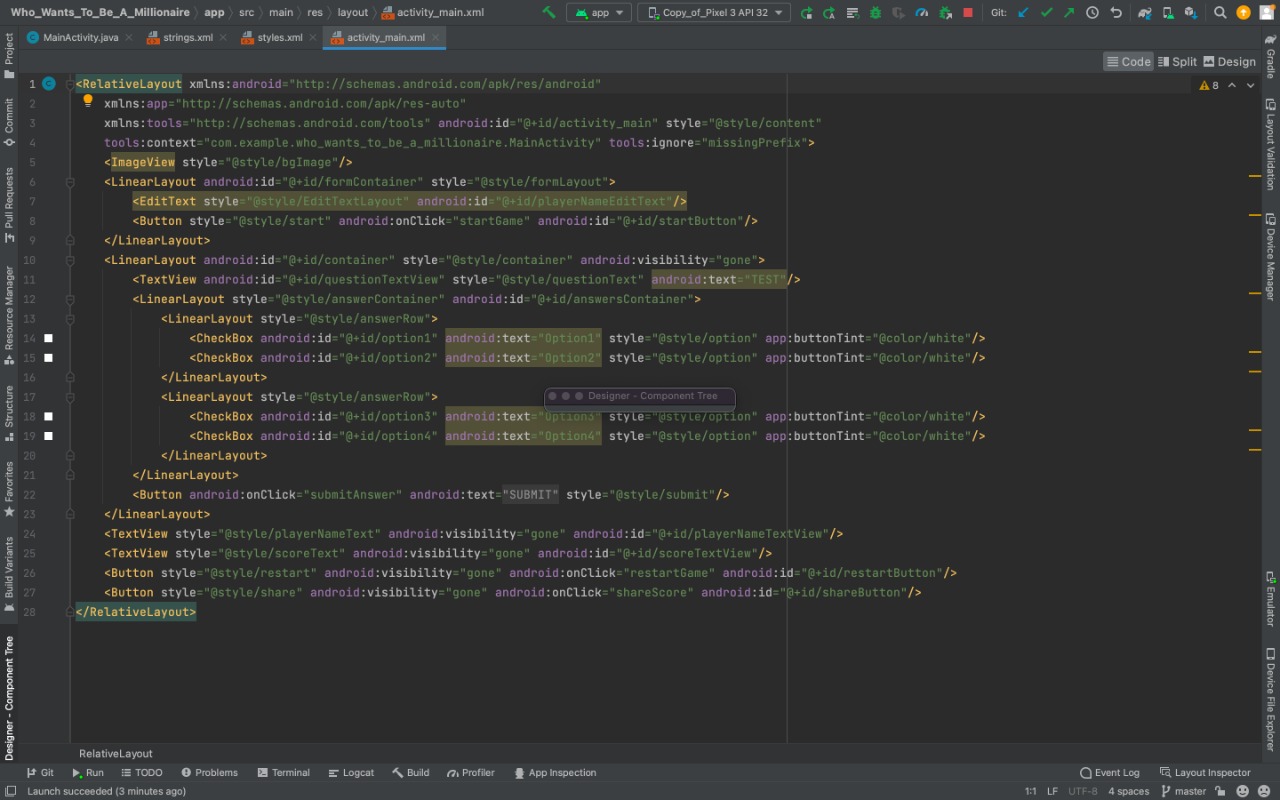 Who_Wants_To_Be_A_Millionaire > app > src > main > res > layout > activity_main.xml
app
Copy_of_Pixel 3 API 32
Git:
MainActivity.java
strings.xml
styles.xml
activity_main.xml
Code
Split
Design
8
1 <RelativeLayout xmlns:android="http://schemas.android.com/apk/res/android"
2 xmlns:app="http://schemas.android.com/apk/res-auto"
3 xmlns:tools="http://schemas.android.com/tools" android:id="@+id/activity_main" style="@style/content"
4 tools:context="com.example.who_wants_to_be_a_millionaire.MainActivity" tools:ignore="missingPrefix">
5 <ImageView style="@style/bgImage"/>
6 <LinearLayout android:id="@+id/formContainer" style="@style/formLayout">
7 <EditText style="@style/EditTextLayout" android:id="@+id/playerNameEditText"/>
8 <Button style="@style/start" android:onClick="startGame" android:id="@+id/startButton"/>
9 </LinearLayout>
10 <LinearLayout android:id="@+id/container" style="@style/container" android:visibility="gone">
11 <TextView android:id="@+id/questionTextView" style="@style/questionText" android:text="TEST"/>
12 <LinearLayout style="@style/answerContainer" android:id="@+id/answersContainer">
13 <LinearLayout style="@style/answerRow">
14 <CheckBox android:id="@+id/option1" android:text="Option1" style="@style/option" app:buttonTint="@color/white"/>
15 <CheckBox android:id="@+id/option2" android:text="Option2" style="@style/option" app:buttonTint="@color/white"/>
16 </LinearLayout>
17 <LinearLayout style="@style/answerRow">
Designer - Component Tree
18 <CheckBox android:id="@+id/option3" android:text="Option3" style="@style/option" app:buttonTint="@color/white"/>
19 <CheckBox android:id="@+id/option4" android:text="Option4" style="@style/option" app:buttonTint="@color/white"/>
20 </LinearLayout>
21 </LinearLayout>
22 <Button android:onClick="submitAnswer" android:text="SUBMIT" style="@style/submit"/>
23 </LinearLayout>
24 <TextView style="@style/playerNameText" android:visibility="gone" android:id="@+id/playerNameTextView"/>
25 <TextView style="@style/scoreText" android:visibility="gone" android:id="@+id/scoreTextView"/>
26 <Button style="@style/restart" android:visibility="gone" android:onClick="restartGame" android:id="@+id/restartButton"/>
27 <Button style="@style/share" android:visibility="gone" android:onClick="shareScore" android:id="@+id/shareButton"/>
28 </RelativeLayout>
Project
Commit
Pull Requests
Resource Manager
Structure
Favorites
Build Variants
Designer - Component Tree
Gradle
Layout Validation
Device Manager
Emulator
Device File Explorer
RelativeLayout
Git
Run
TODO
Problems
Terminal
Logcat
Build
Profiler
App Inspection
Event Log
Layout Inspector
Launch succeeded (3 minutes ago)
1:1 LF UTF-8 4 spaces master